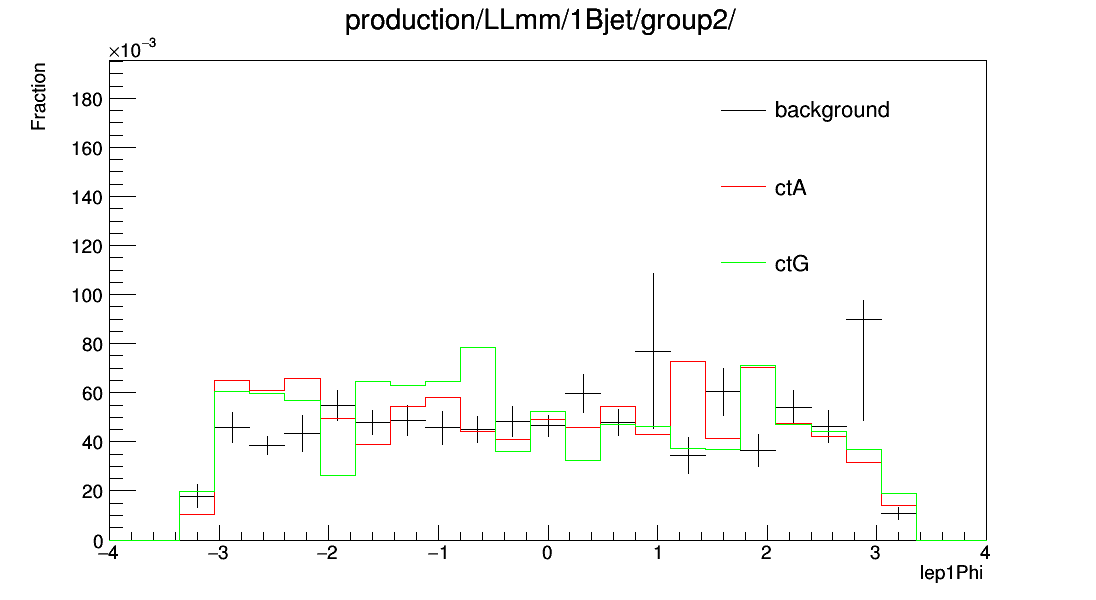 production/LLmm/1Bjet/group2/
×10⁻³
Fraction
180
160
140
120
100
80
60
40
20
0
background
ctA
ctG
−4 −3 −2 −1 0 1 2 3 4
lep1Phi